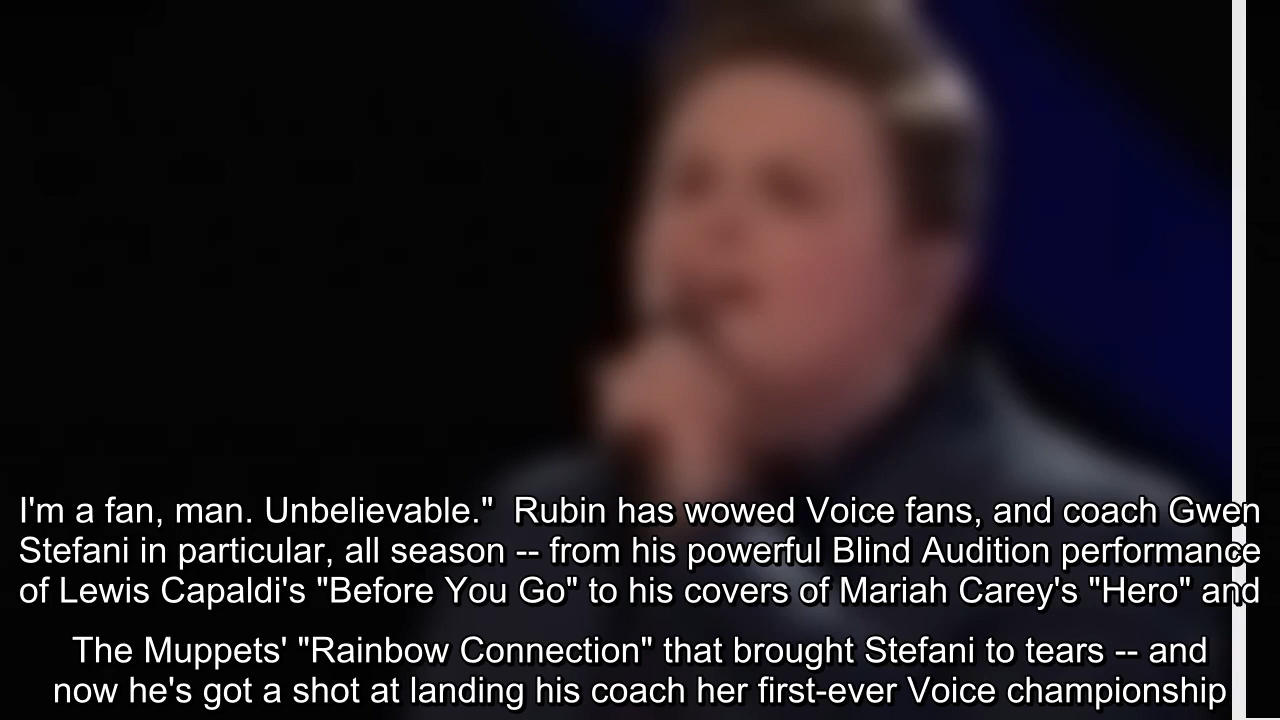 I'm a fan, man. Unbelievable."  Rubin has wowed Voice fans, and coach Gwen
Stefani in particular, all season -- from his powerful Blind Audition performance
of Lewis Capaldi's "Before You Go" to his covers of Mariah Carey's "Hero" and
The Muppets' "Rainbow Connection" that brought Stefani to tears -- and
now he's got a shot at landing his coach her first-ever Voice championship